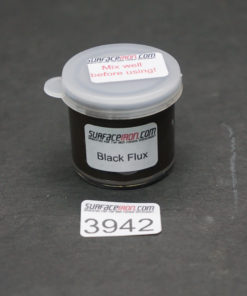 SURFACEIRON.COM
Mix well
before using!
SURFACEIRON.COM
Black Flux
SURFACEIRON.COM
3942